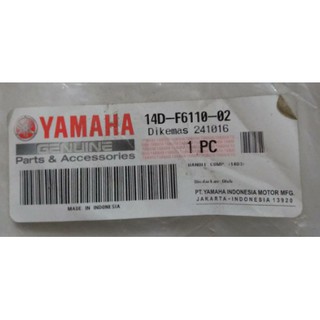 YAMAHA
GENUINE
Parts & Accessories
14D-F6110-02
Dikemas 241016
1 PC
MADE IN INDONESIA
PT. YAMAHA INDONESIA MOTOR MFG.
JAKARTA-INDONESIA 13920